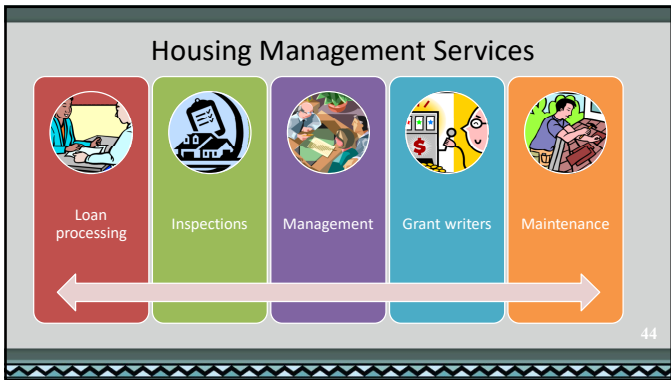 Housing Management Services
Loan
processing
Inspections
Management
Grant writers
Maintenance
$
44